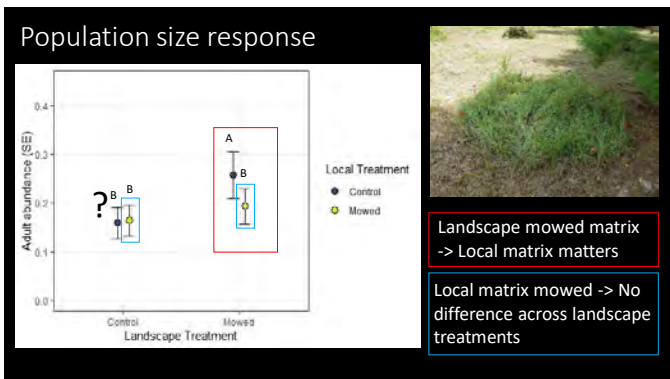 Population size response
Adult abundance (SE)
0.4
0.3
0.2
0.1
0.0
?
B
B
A
B
Control
Mowed
Landscape Treatment
Local Treatment
Control
Mowed
Landscape mowed matrix
-> Local matrix matters
Local matrix mowed -> No
difference across landscape
treatments